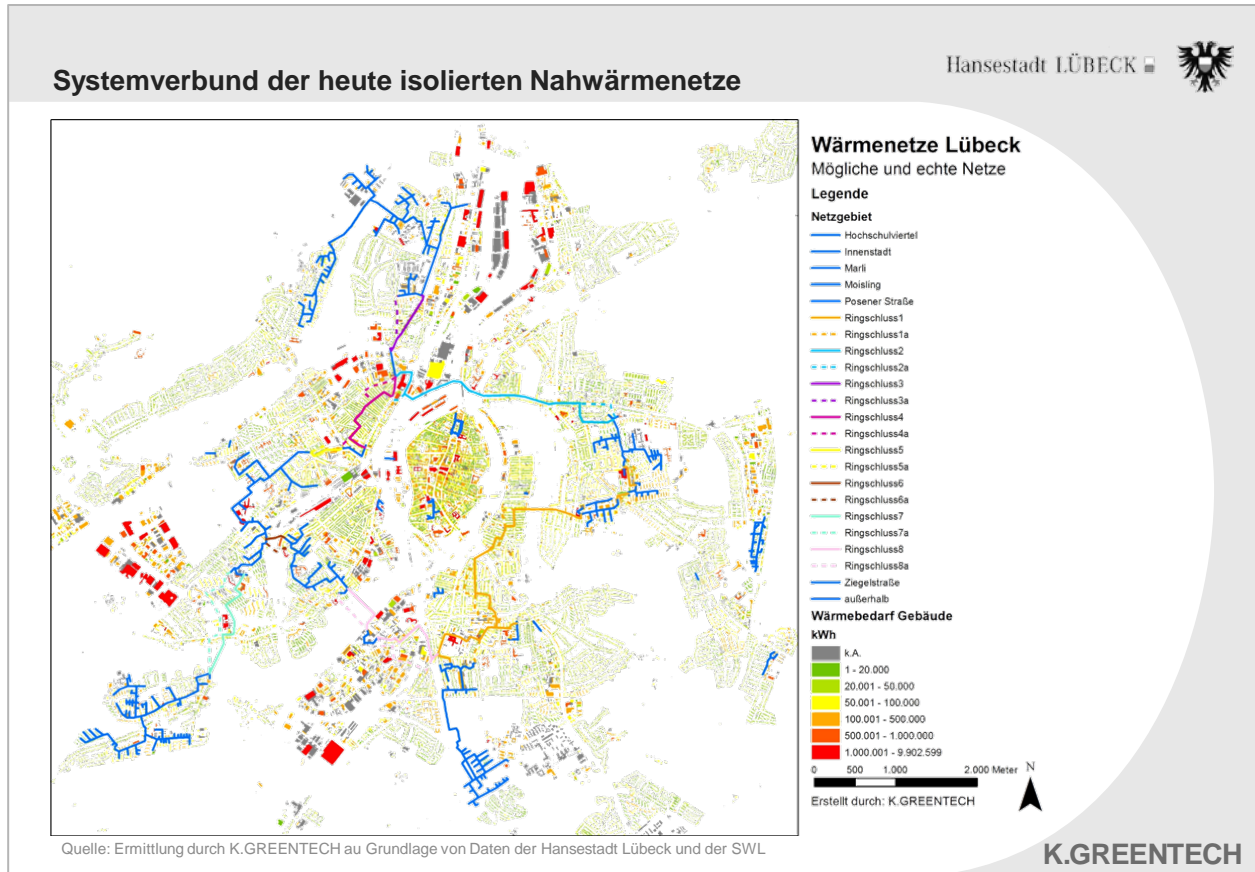 Systemverbund der heute isolierten Nahwärmenetze
Hansestadt LÜBECK
Wärmenetze Lübeck
Mögliche und echte Netze
Legende
Netzgebiet
Hochschulviertel
Innenstadt
Marli
Moisling
Posener Straße
Ringschluss1
Ringschluss1a
Ringschluss2
Ringschluss2a
Ringschluss3
Ringschluss3a
Ringschluss4
Ringschluss4a
Ringschluss5
Ringschluss5a
Ringschluss6
Ringschluss6a
Ringschluss7
Ringschluss7a
Ringschluss8
Ringschluss8a
Ziegelstraße
außerhalb
Wärmebedarf Gebäude
kWh
k.A.
1 - 20.000
20.001 - 50.000
50.001 - 100.000
100.001 - 500.000
500.001 - 1.000.000
1.000.001 - 9.902.599
0 500 1.000 2.000 Meter N
Erstellt durch: K.GREENTECH
Quelle: Ermittlung durch K.GREENTECH au Grundlage von Daten der Hansestadt Lübeck und der SWL
K.GREENTECH